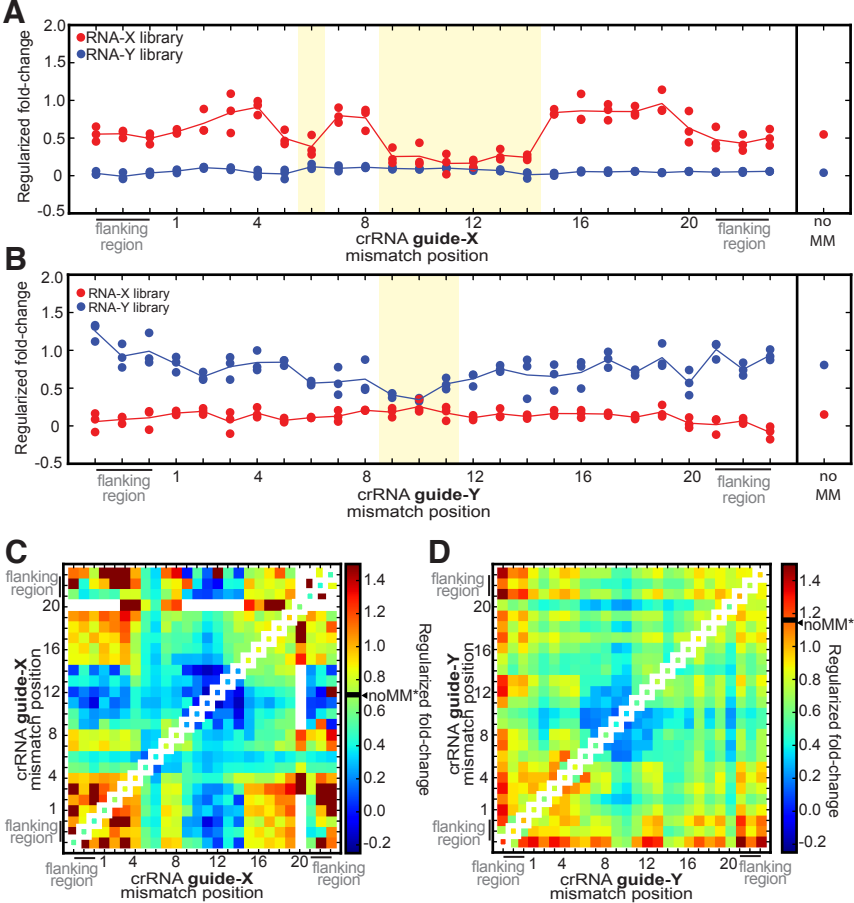 A
Regularized fold-change
2.0
1.5
1.0
0.5
0
-0.5
RNA-X library
RNA-Y library
flanking
region
1
4
8
12
16
20
flanking
region
no
MM
crRNA guide-X
mismatch position
B
Regularized fold-change
2.0
1.5
1.0
0.5
0
-0.5
RNA-X library
RNA-Y library
flanking
region
1
4
8
12
16
20
flanking
region
no
MM
crRNA guide-Y
mismatch position
C
flanking
region
20
16
12
8
4
1
flanking
region
crRNA guide-X
mismatch position
flanking
region
1
4
8
12
16
20
flanking
region
crRNA guide-X
mismatch position
1.4
1.2
1.0
0.8
0.6
0.4
0.2
0.0
-0.2
noMM*
Regularized fold-change
D
flanking
region
20
16
12
8
4
1
flanking
region
crRNA guide-Y
mismatch position
flanking
region
1
4
8
12
16
20
flanking
region
crRNA guide-Y
mismatch position
1.4
1.2
1.0
0.8
0.6
0.4
0.2
0.0
-0.2
noMM*
Regularized fold-change